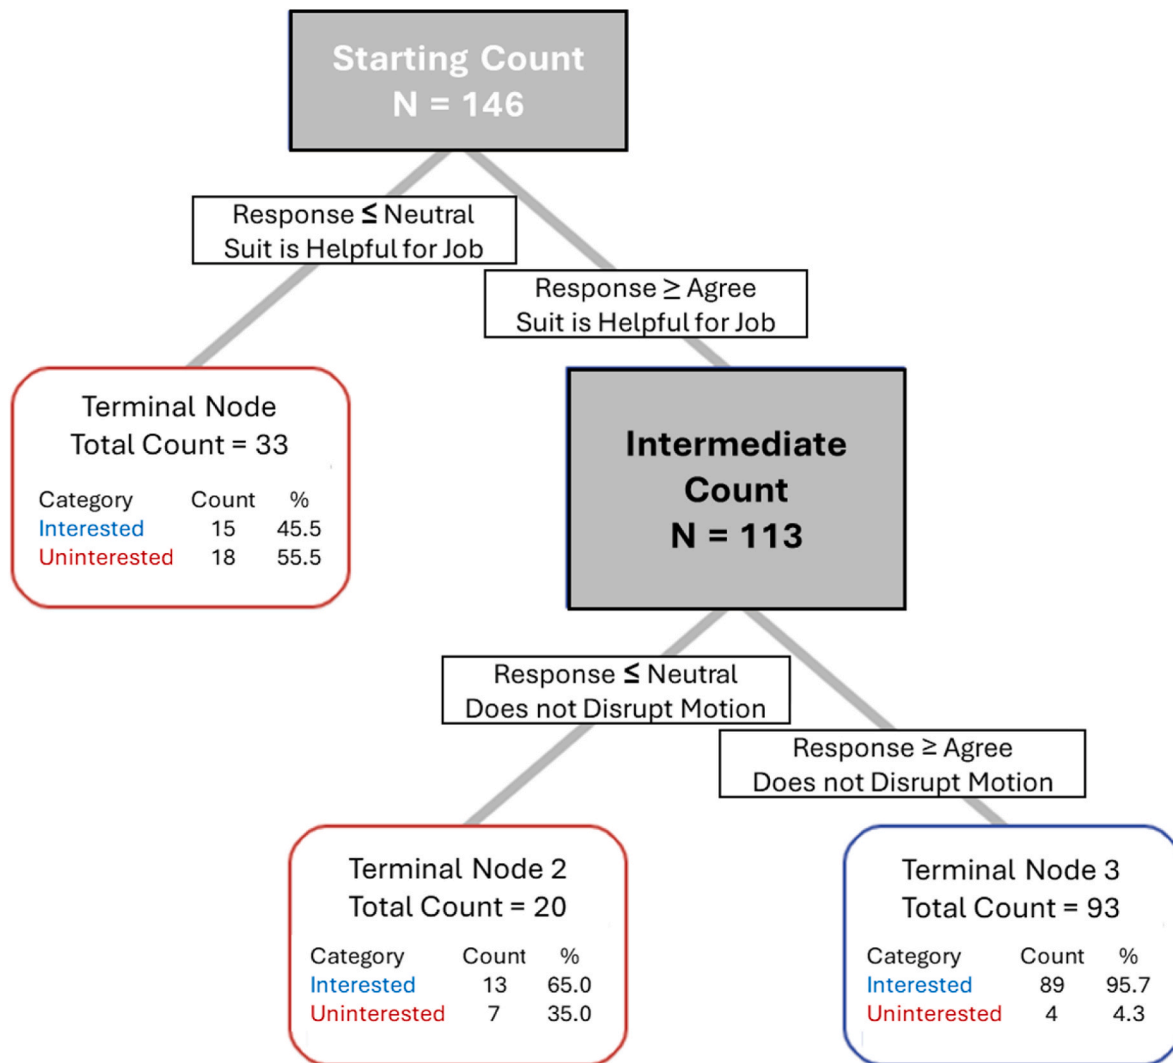 Starting Count
N = 146
Response ≤ Neutral
Suit is Helpful for Job
Response ≥ Agree
Suit is Helpful for Job
Terminal Node
Total Count = 33
Category Count %
Interested 15 45.5
Uninterested 18 55.5
Intermediate
Count
N = 113
Response ≤ Neutral
Does not Disrupt Motion
Response ≥ Agree
Does not Disrupt Motion
Terminal Node 2
Total Count = 20
Category Count %
Interested 13 65.0
Uninterested 7 35.0
Terminal Node 3
Total Count = 93
Category Count %
Interested 89 95.7
Uninterested 4 4.3